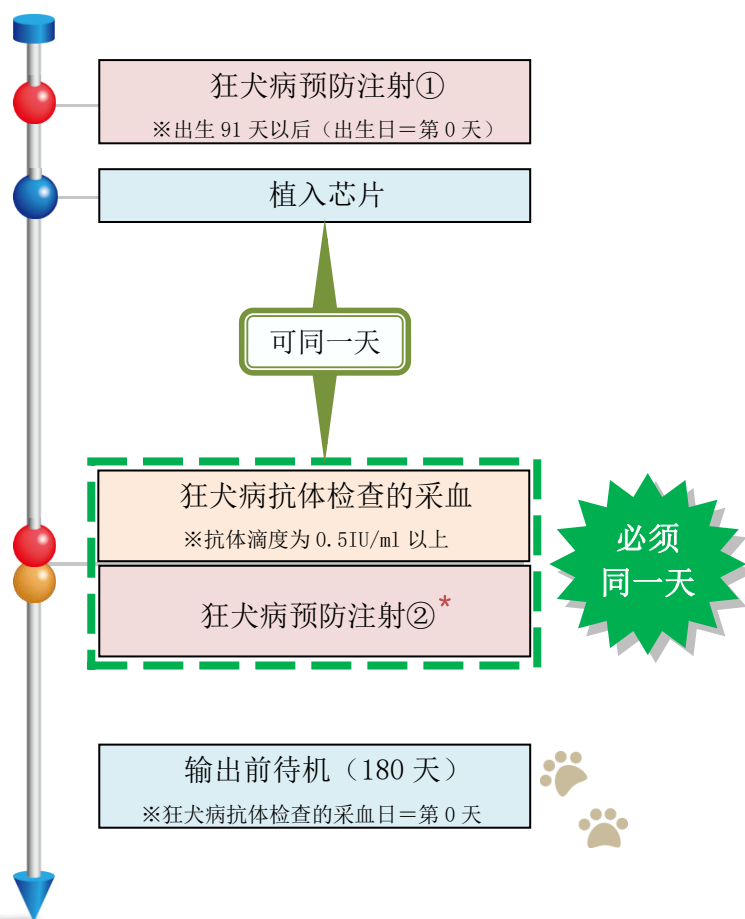 狂犬病预防注射①
※出生 91 天以后（出生日＝第 0 天）
植入芯片
可同一天
狂犬病抗体检查的采血
※抗体滴度为 0.5IU/ml 以上
必须
同一天
狂犬病预防注射②*
输出前待机（180 天）
※狂犬病抗体检查的采血日＝第 0 天